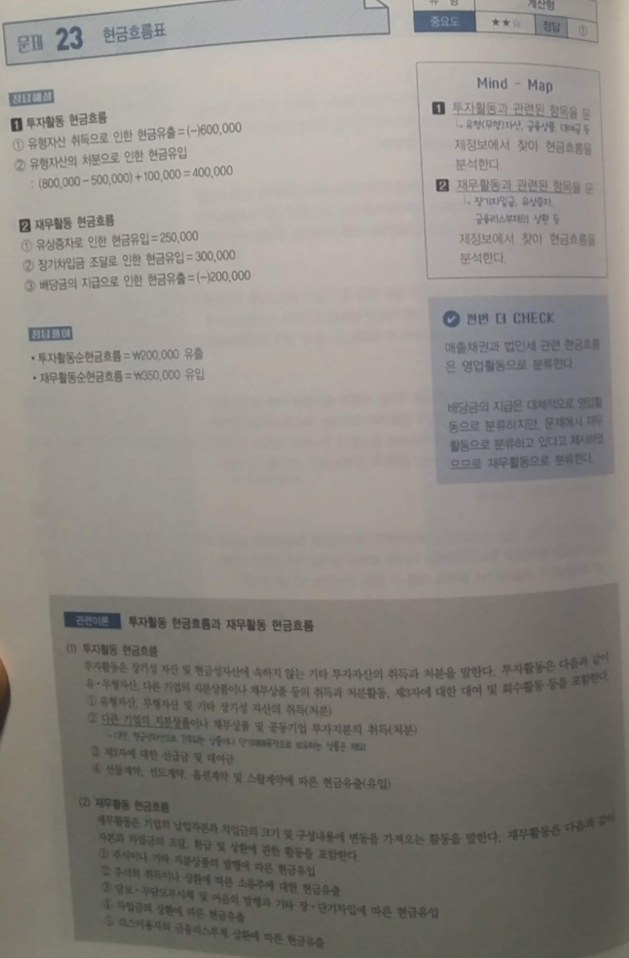 문제 23 현금흐름표
유 형 계산형
중요도 ★★☆ 정답 ①
정답해설
1 투자활동 현금흐름
① 유형자산 취득으로 인한 현금유출=(-)600,000
② 유형자산의 처분으로 인한 현금유입
: (800,000-500,000)+100,000=400,000
2 재무활동 현금흐름
① 유상증자로 인한 현금유입=250,000
② 장기차입금 조달로 인한 현금유입=300,000
③ 배당금의 지급으로 인한 현금유출=(-)200,000
정답풀이
• 투자활동순현금흐름=₩200,000 유출
• 재무활동순현금흐름=₩350,000 유입
Mind - Map
1 투자활동과 관련된 항목을 문
↳ 유형(무형)자산, 금융상품, 대여금 등
제정보에서 찾아 현금흐름을
분석한다.
2 재무활동과 관련된 항목을 문
↳ 장기차입금, 유상증자,
금융리스부채의 상환 등
제정보에서 찾아 현금흐름을
분석한다.
한번 더 CHECK
매출채권과 법인세 관련 현금흐름
은 영업활동으로 분류한다.
배당금의 지급은 대체적으로 영업활
동으로 분류하지만, 문제에서 재무
활동으로 분류하고 있다고 제시하였
으므로 재무활동으로 분류한다.
관련이론 투자활동 현금흐름과 재무활동 현금흐름
(1) 투자활동 현금흐름
투자활동은 장기성 자산 및 현금성자산에 속하지 않는 기타 투자자산의 취득과 처분을 말한다. 투자활동은 다음과 같이
유·무형자산, 다른 기업의 지분상품이나 채무상품 등의 취득과 처분활동, 제3자에 대한 대여 및 회수활동 등을 포함한다.
① 유형자산, 무형자산 및 기타 장기성 자산의 취득(처분)
② 다른 기업의 지분상품이나 채무상품 및 공동기업 투자지분의 취득(처분)
↳ 다만, 현금성자산으로 간주되는 상품이나 단기매매목적으로 보유하는 상품은 제외!
③ 제3자에 대한 선급금 및 대여금
④ 선물계약, 선도계약, 옵션계약 및 스왑계약에 따른 현금유출(유입)
(2) 재무활동 현금흐름
재무활동은 기업의 납입자본과 차입금의 크기 및 구성내용에 변동을 가져오는 활동을 말한다. 재무활동은 다음과 같이
자본과 차입금의 조달, 환급 및 상환에 관한 활동을 포함한다.
① 주식이나 기타 지분상품의 발행에 따른 현금유입
② 주식의 취득이나 상환에 따른 소유주에 대한 현금유출
③ 담보·무담보부사채 및 어음의 발행과 기타 장·단기차입에 따른 현금유입
④ 차입금의 상환에 따른 현금유출
⑤ 리스이용자의 금융리스부채 상환에 따른 현금유출